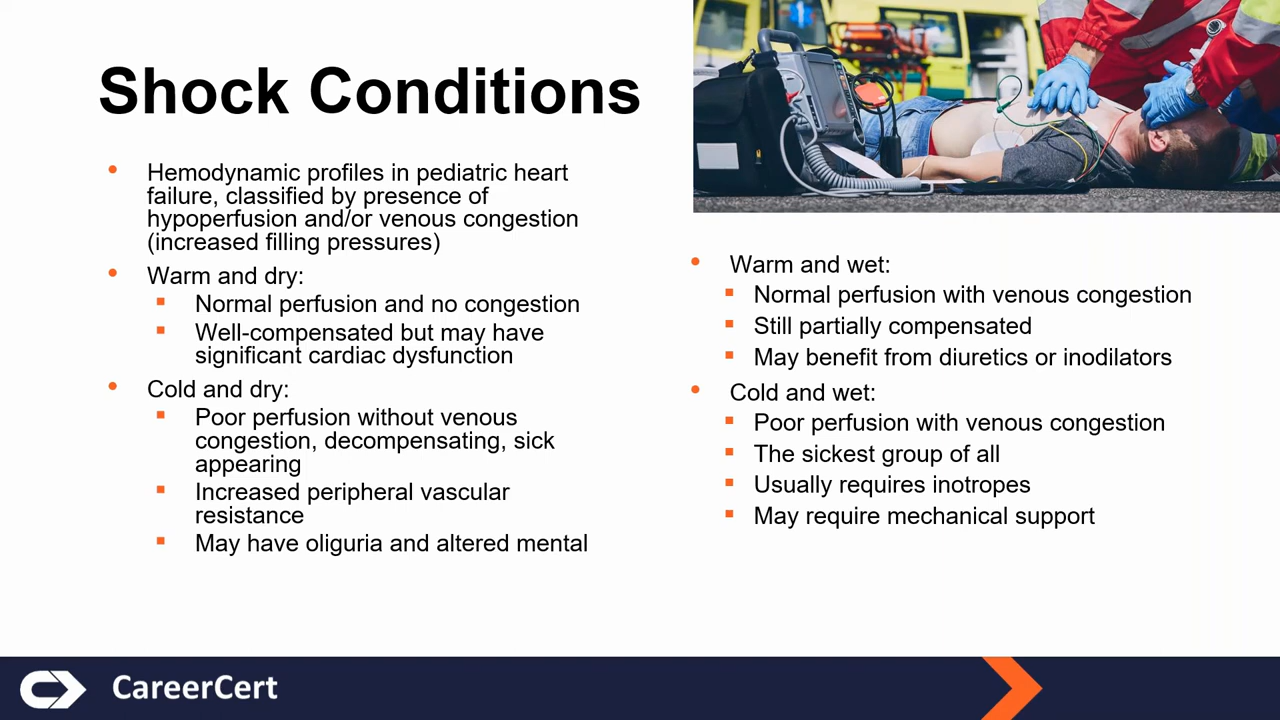 Shock Conditions
Hemodynamic profiles in pediatric heart
failure, classified by presence of
hypoperfusion and/or venous congestion
(increased filling pressures)
Warm and dry:
Normal perfusion and no congestion
Well-compensated but may have
significant cardiac dysfunction
Cold and dry:
Poor perfusion without venous
congestion, decompensating, sick
appearing
Increased peripheral vascular
resistance
May have oliguria and altered mental
Warm and wet:
Normal perfusion with venous congestion
Still partially compensated
May benefit from diuretics or inodilators
Cold and wet:
Poor perfusion with venous congestion
The sickest group of all
Usually requires inotropes
May require mechanical support
CareerCert